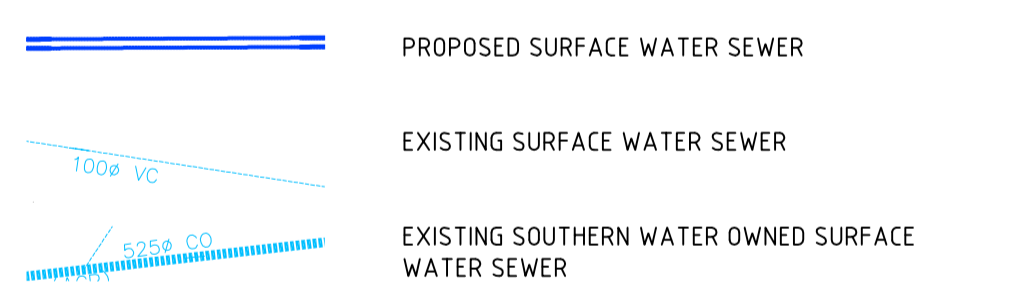 PROPOSED SURFACE WATER SEWER
EXISTING SURFACE WATER SEWER
100ø VC
525ø CO
EXISTING SOUTHERN WATER OWNED SURFACE
WATER SEWER